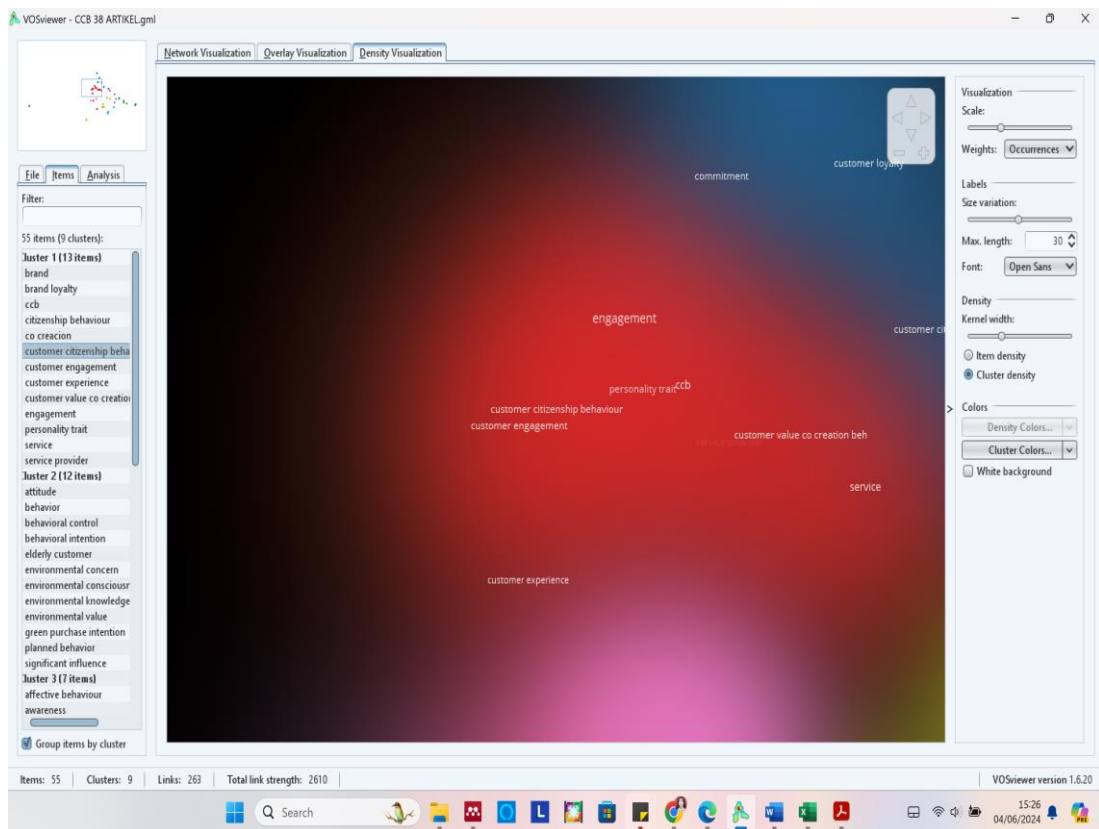 VOSviewer - CCB 38 ARTIKEL.gml
Network Visualization Overlay Visualization Density Visualization
File Items Analysis
Filter:
55 items (9 clusters):
Cluster 1 (13 items)
brand
brand loyalty
ccb
citizenship behaviour
co creacion
customer citizenship beha
customer engagement
customer experience
customer value co creatio
engagement
personality trait
service
service provider
Cluster 2 (12 items)
attitude
behavior
behavioral control
behavioral intention
elderly customer
environmental concern
environmental consciousn
environmental knowledge
environmental value
green purchase intention
planned behavior
significant influence
Cluster 3 (7 items)
affective behaviour
awareness
Group items by cluster
customer loyalty
commitment
engagement
customer ci
personality trait
ccb
customer citizenship behaviour
customer engagement
customer value co creation beh
service provider
service
customer experience
Visualization
Scale:
Weights: Occurrences
Labels
Size variation:
Max. length: 30
Font: Open Sans
Density
Kernel width:
Item density
Cluster density
Colors
Density Colors...
Cluster Colors...
White background
Items: 55 Clusters: 9 Links: 263 Total link strength: 2610 VOSviewer version 1.6.20
Search
15:26
04/06/2024